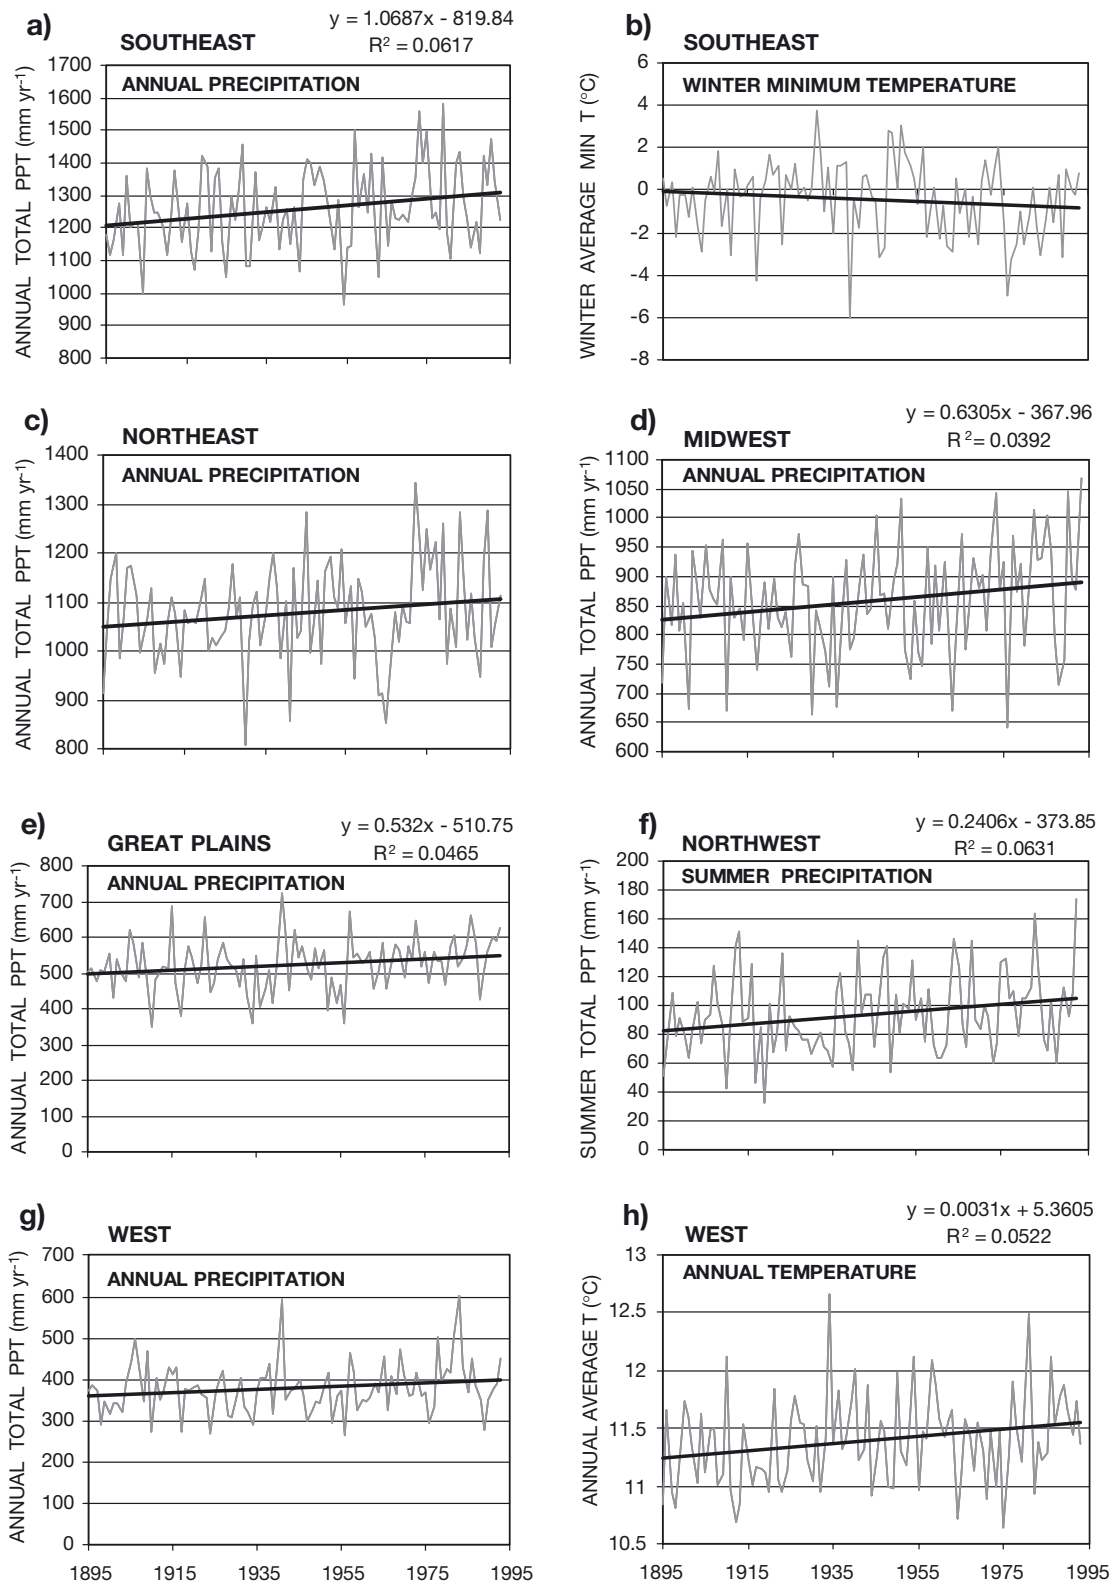 a)
SOUTHEAST
y = 1.0687x - 819.84
R² = 0.0617
ANNUAL PRECIPITATION
ANNUAL TOTAL PPT (mm yr⁻¹)
1700
1600
1500
1400
1300
1200
1100
1000
900
800
b)
SOUTHEAST
WINTER MINIMUM TEMPERATURE
WINTER AVERAGE MIN T (°C)
6
4
2
0
-2
-4
-6
-8
c)
NORTHEAST
ANNUAL PRECIPITATION
ANNUAL TOTAL PPT (mm yr⁻¹)
1400
1300
1200
1100
1000
900
800
d)
MIDWEST
y = 0.6305x - 367.96
R² = 0.0392
ANNUAL PRECIPITATION
ANNUAL TOTAL PPT (mm yr⁻¹)
1100
1050
1000
950
900
850
800
750
700
650
600
e)
GREAT PLAINS
y = 0.532x - 510.75
R² = 0.0465
ANNUAL PRECIPITATION
ANNUAL TOTAL PPT (mm yr⁻¹)
800
700
600
500
400
300
200
100
0
f)
NORTHWEST
y = 0.2406x - 373.85
R² = 0.0631
SUMMER PRECIPITATION
SUMMER TOTAL PPT (mm yr⁻¹)
200
180
160
140
120
100
80
60
40
20
0
g)
WEST
ANNUAL PRECIPITATION
ANNUAL TOTAL PPT (mm yr⁻¹)
700
600
500
400
300
200
100
0
1895 1915 1935 1955 1975 1995
h)
WEST
y = 0.0031x + 5.3605
R² = 0.0522
ANNUAL TEMPERATURE
ANNUAL AVERAGE T (°C)
13
12.5
12
11.5
11
10.5
1895 1915 1935 1955 1975 1995